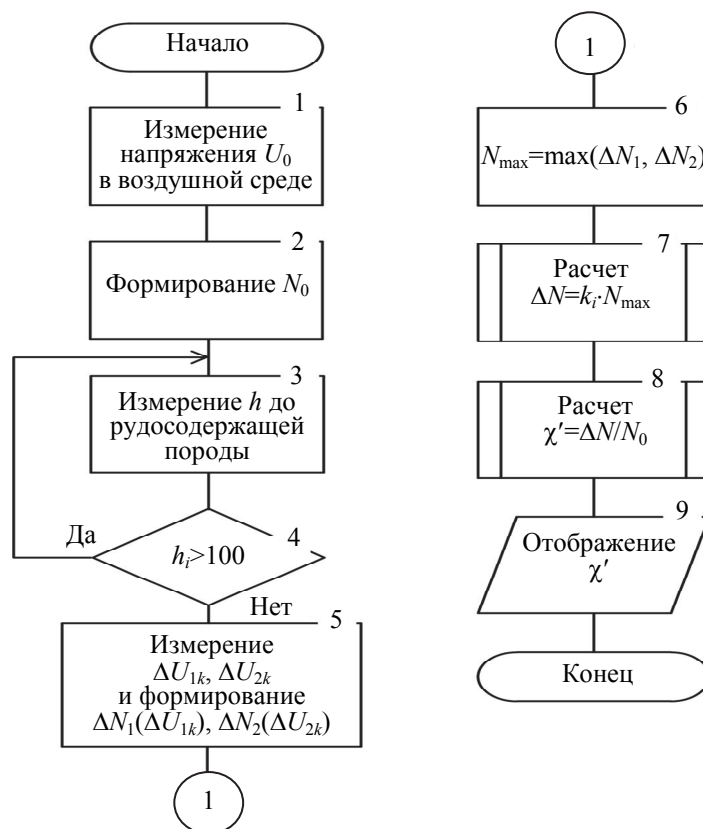 Начало
1
Измерение
напряжения U₀
в воздушной среде
2
Формирование N₀
3
Измерение h до
рудосодержащей
породы
4
Да
hᵢ>100
Нет
5
Измерение
ΔU₁ₖ, ΔU₂ₖ
и формирование
ΔN₁(ΔU₁ₖ), ΔN₂(ΔU₂ₖ)
1
1
6
Nₘₐₓ=max(ΔN₁, ΔN₂)
7
Расчет
ΔN=kᵢ·Nₘₐₓ
8
Расчет
χ′=ΔN/N₀
9
Отображение
χ′
Конец